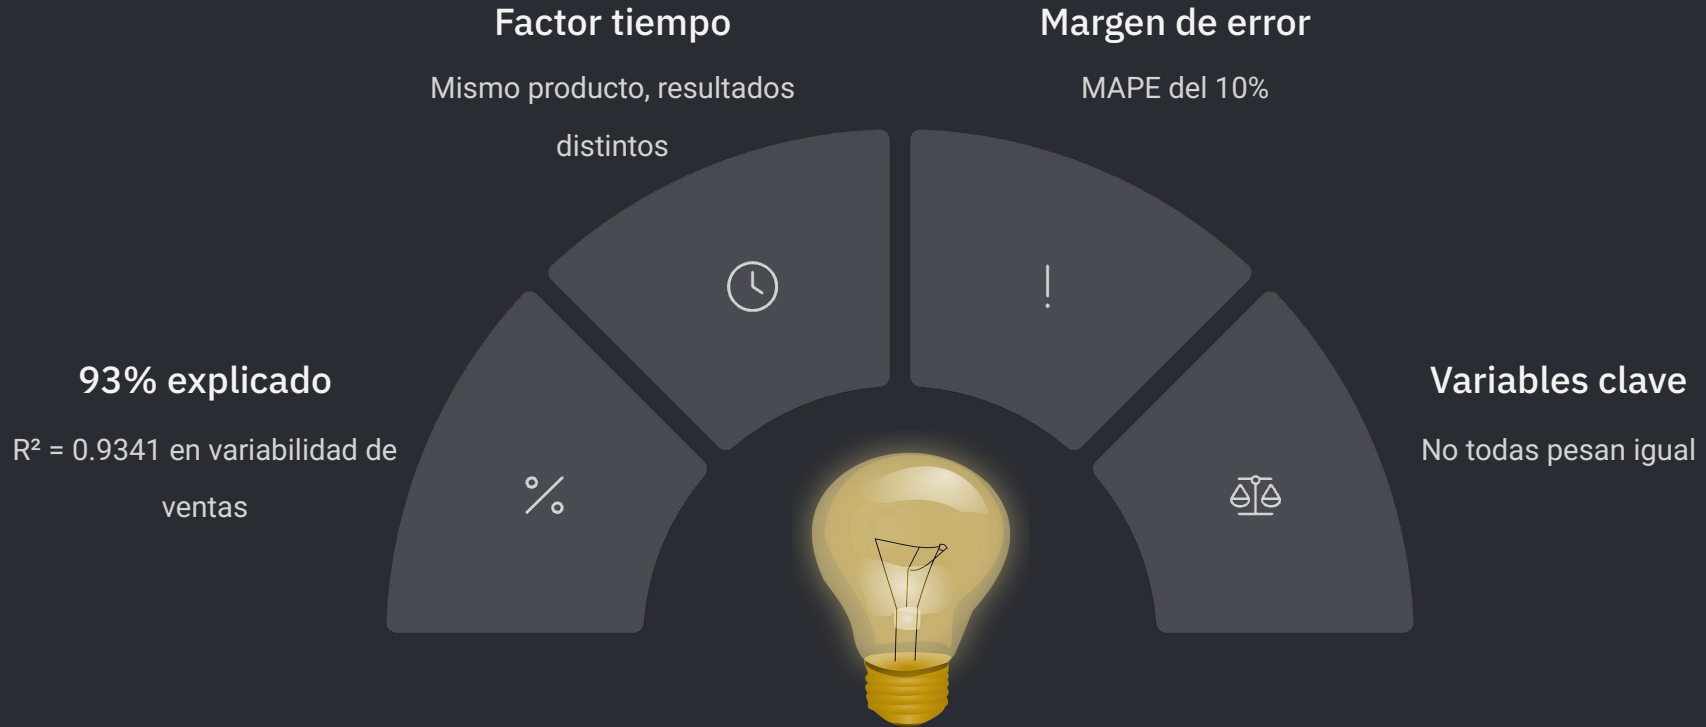 Factor tiempo
Mismo producto, resultados
distintos
Margen de error
MAPE del 10%
93% explicado
R² = 0.9341 en variabilidad de
ventas
Variables clave
No todas pesan igual